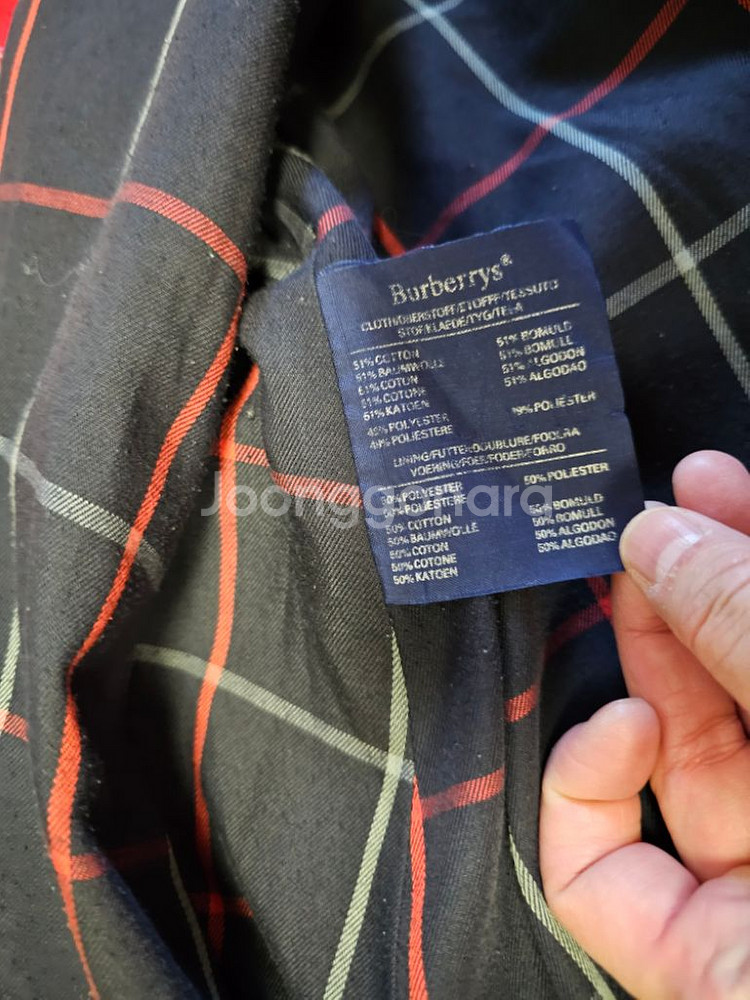 Burberrys®
CLOTH/OBERSTOFF/ETOFFE/TESSUTO
STOF/KLAEDE/TYG/TELA
51% COTTON 51% BOMULD
51% BAUMWOLLE 51% BOMULL
51% COTON 51% ALGODON
51% COTONE 51% ALGODAO
51% KATOEN
49% POLYESTER 49% POLIESTER
49% POLIESTERE
LINING/FUTTER/DOUBLURE/FODERA
VOERING/FOER/FODER/FORRO
50% POLYESTER 50% POLIESTER
50% POLIESTERE
50% COTTON 50% BOMULD
50% BAUMWOLLE 50% BOMULL
50% COTON 50% ALGODON
50% COTONE 50% ALGODAO
50% KATOEN
Joonggonara